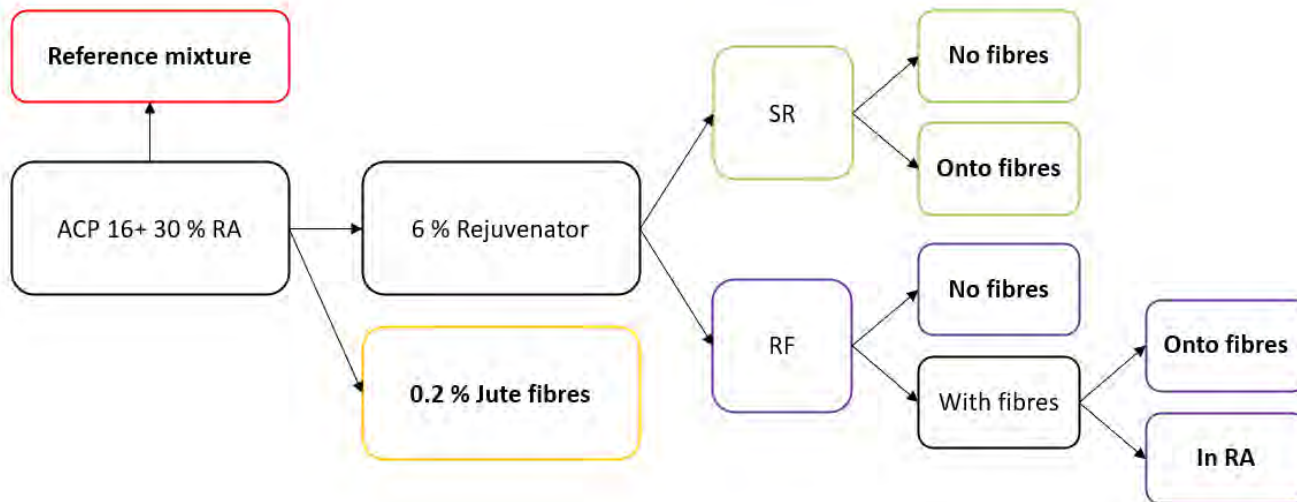 Reference mixture
ACP 16+ 30 % RA
6 % Rejuvenator
0.2 % Jute fibres
SR
No fibres
Onto fibres
RF
No fibres
With fibres
Onto fibres
In RA